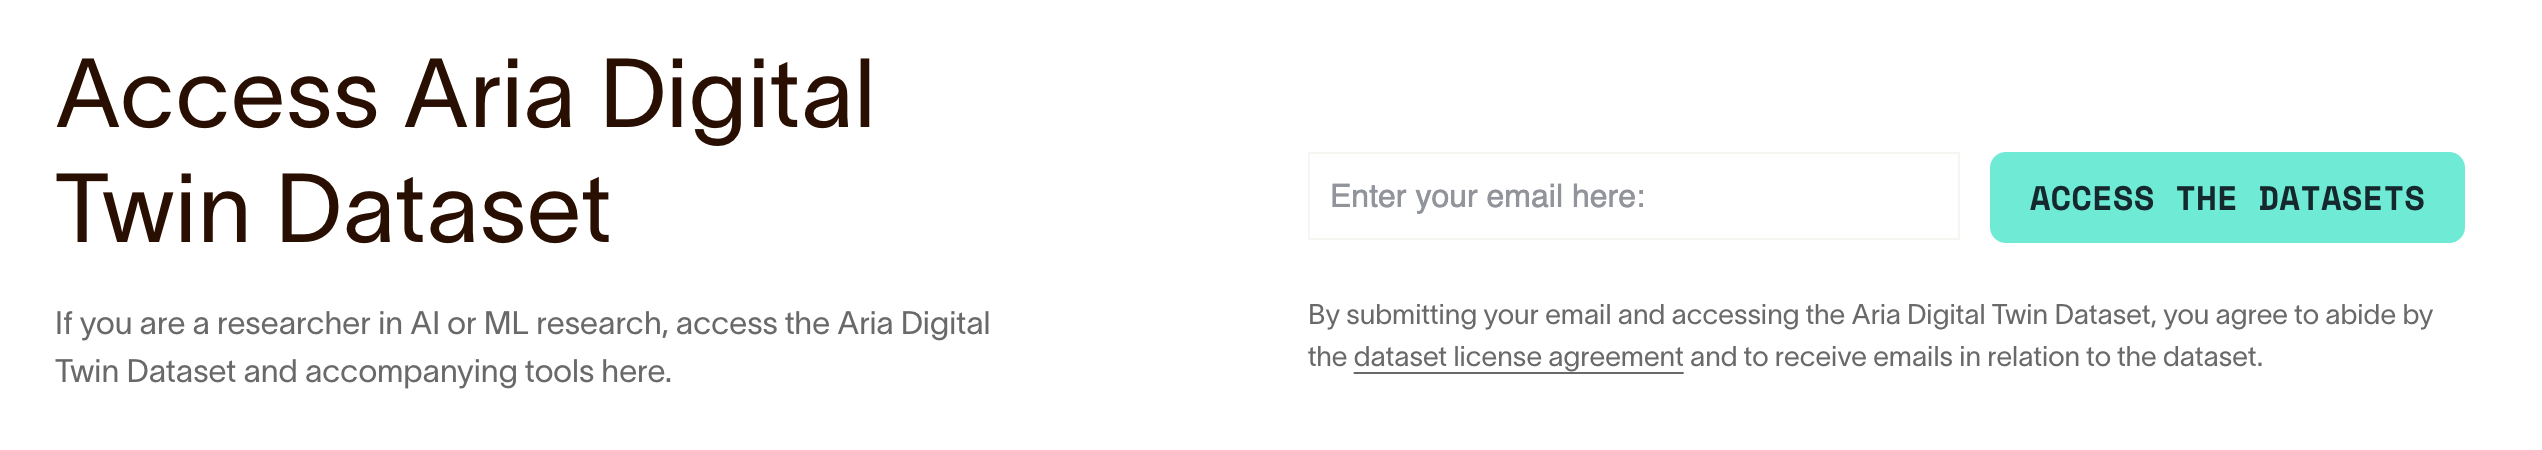 Access Aria Digital
Twin Dataset
If you are a researcher in AI or ML research, access the Aria Digital
Twin Dataset and accompanying tools here.
Enter your email here:
ACCESS THE DATASETS
By submitting your email and accessing the Aria Digital Twin Dataset, you agree to abide by
the dataset license agreement and to receive emails in relation to the dataset.